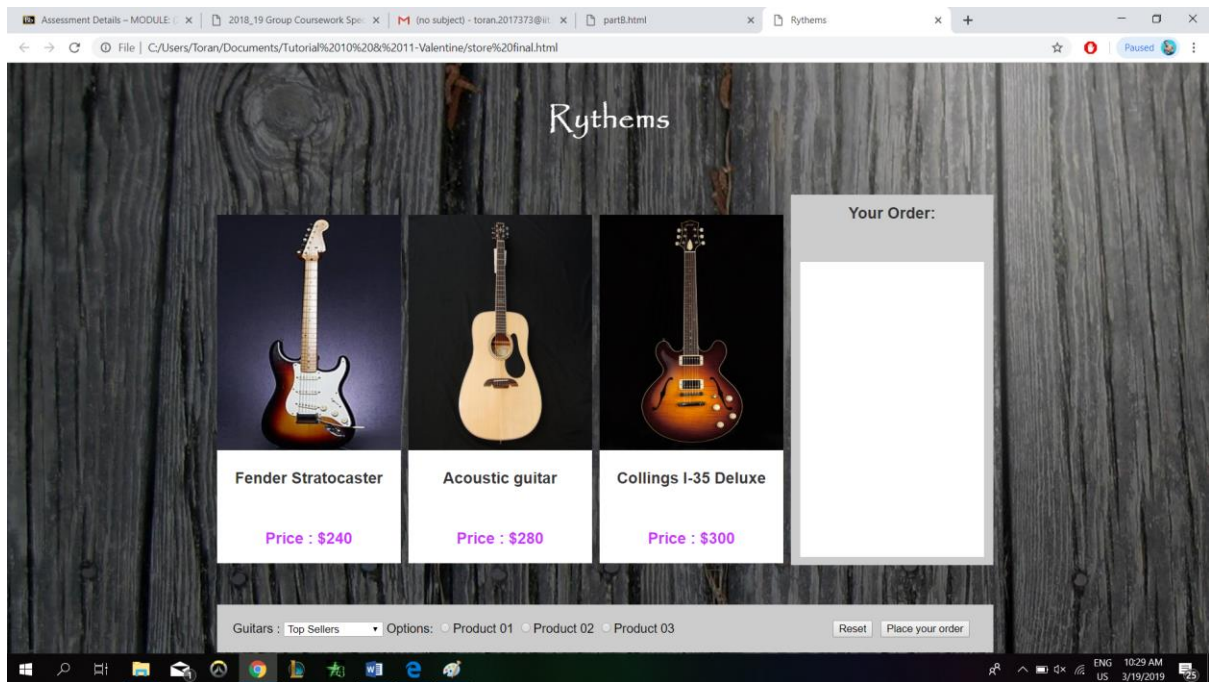 Assessment Details – MODULE: (
2018_19 Group Coursework Spec
(no subject) - toran.2017373@iit
partB.html
Rythems
File | C:/Users/Toran/Documents/Tutorial%2010%20&%2011-Valentine/store%20final.html
Paused
Rythems
Your Order:
Fender Stratocaster
Acoustic guitar
Collings I-35 Deluxe
Price : $240
Price : $280
Price : $300
Guitars : Top Sellers Options: Product 01 Product 02 Product 03 Reset Place your order
ENG 10:29 AM
US 3/19/2019
25